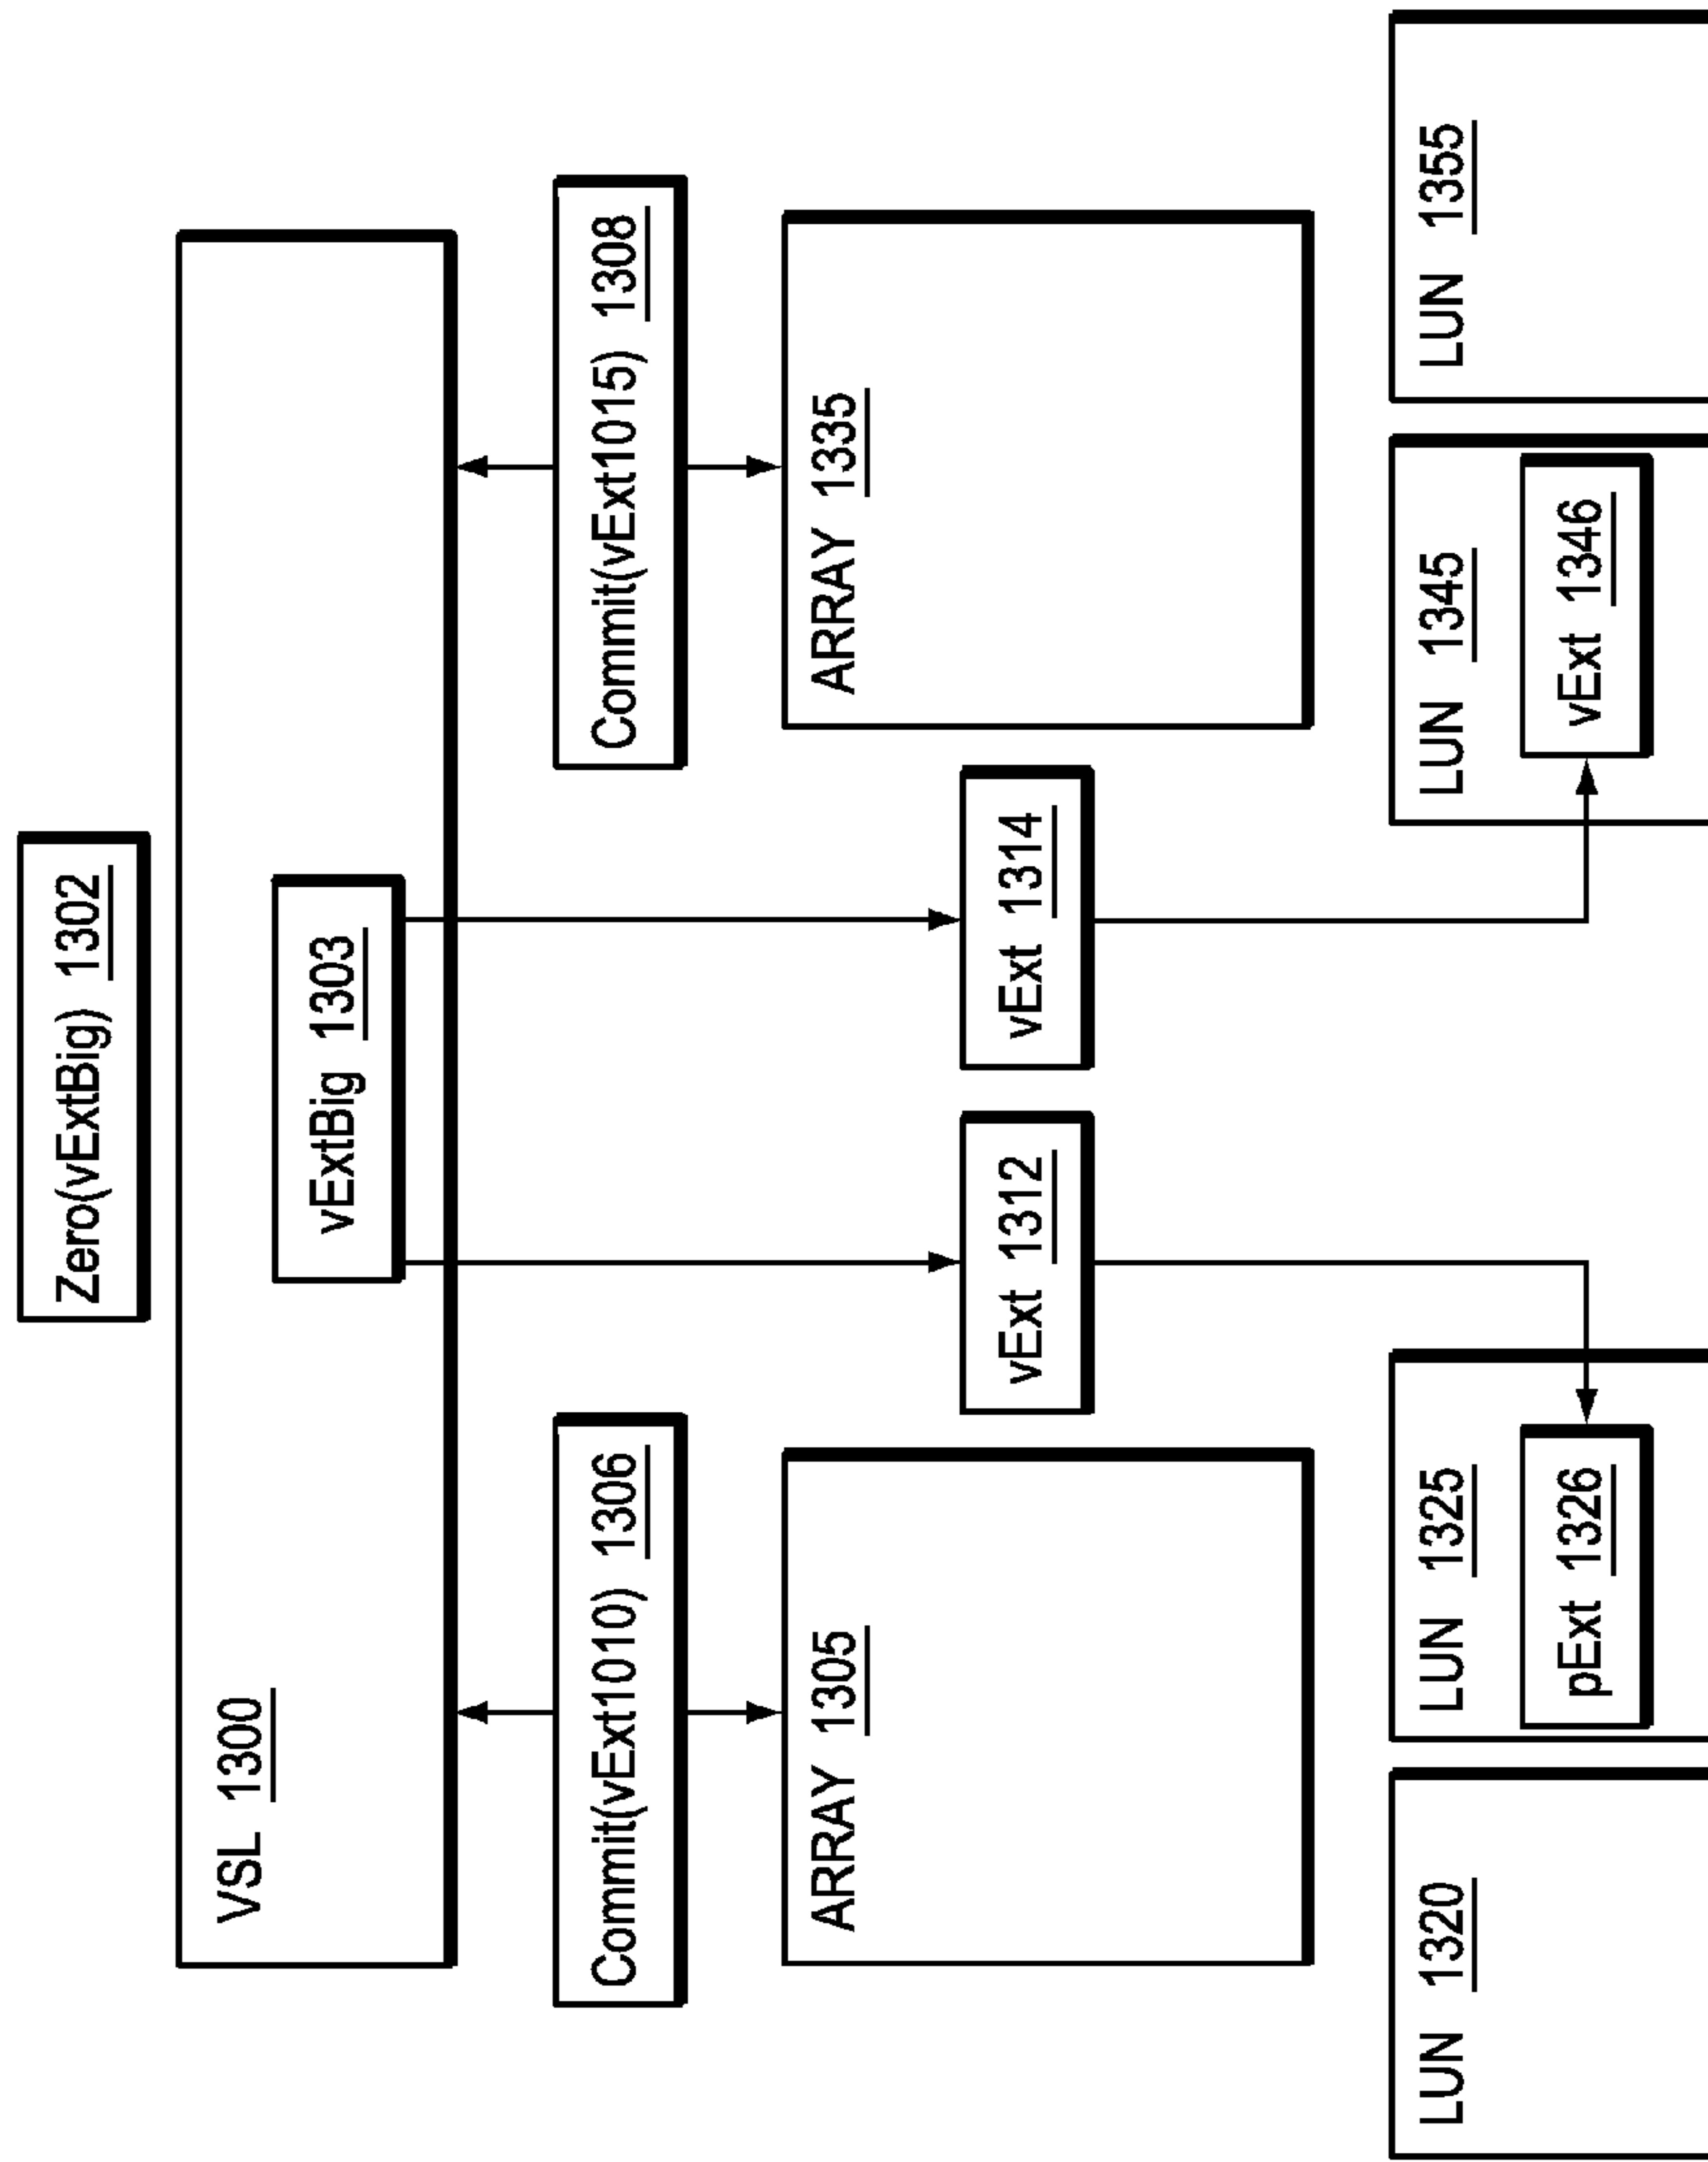 Zero(vExtBig) 1302
VSL 1300
vExtBig 1303
Commit(vExt1010) 1306
Commit(vExt1015) 1308
ARRAY 1305
ARRAY 1335
vExt 1312
vExt 1314
LUN 1320
LUN 1325
LUN 1345
LUN 1355
pExt 1326
vExt 1346